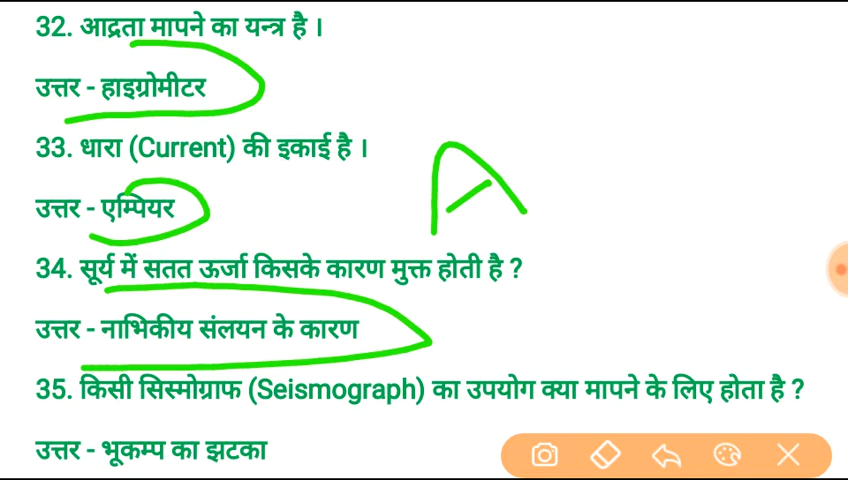 32. आद्रता मापने का यन्त्र है ।
उत्तर - हाइग्रोमीटर
33. धारा (Current) की इकाई है ।
A
उत्तर - एम्पियर
34. सूर्य में सतत ऊर्जा किसके कारण मुक्त होती है ?
उत्तर - नाभिकीय संलयन के कारण
35. किसी सिस्मोग्राफ (Seismograph) का उपयोग क्या मापने के लिए होता है ?
उत्तर - भूकम्प का झटका